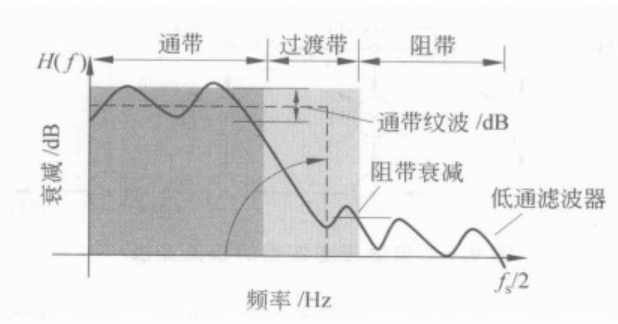 通带
过渡带
阻带
H(f)
通带纹波/dB
衰减/dB
阻带衰减
低通滤波器
f_s/2
频率/Hz